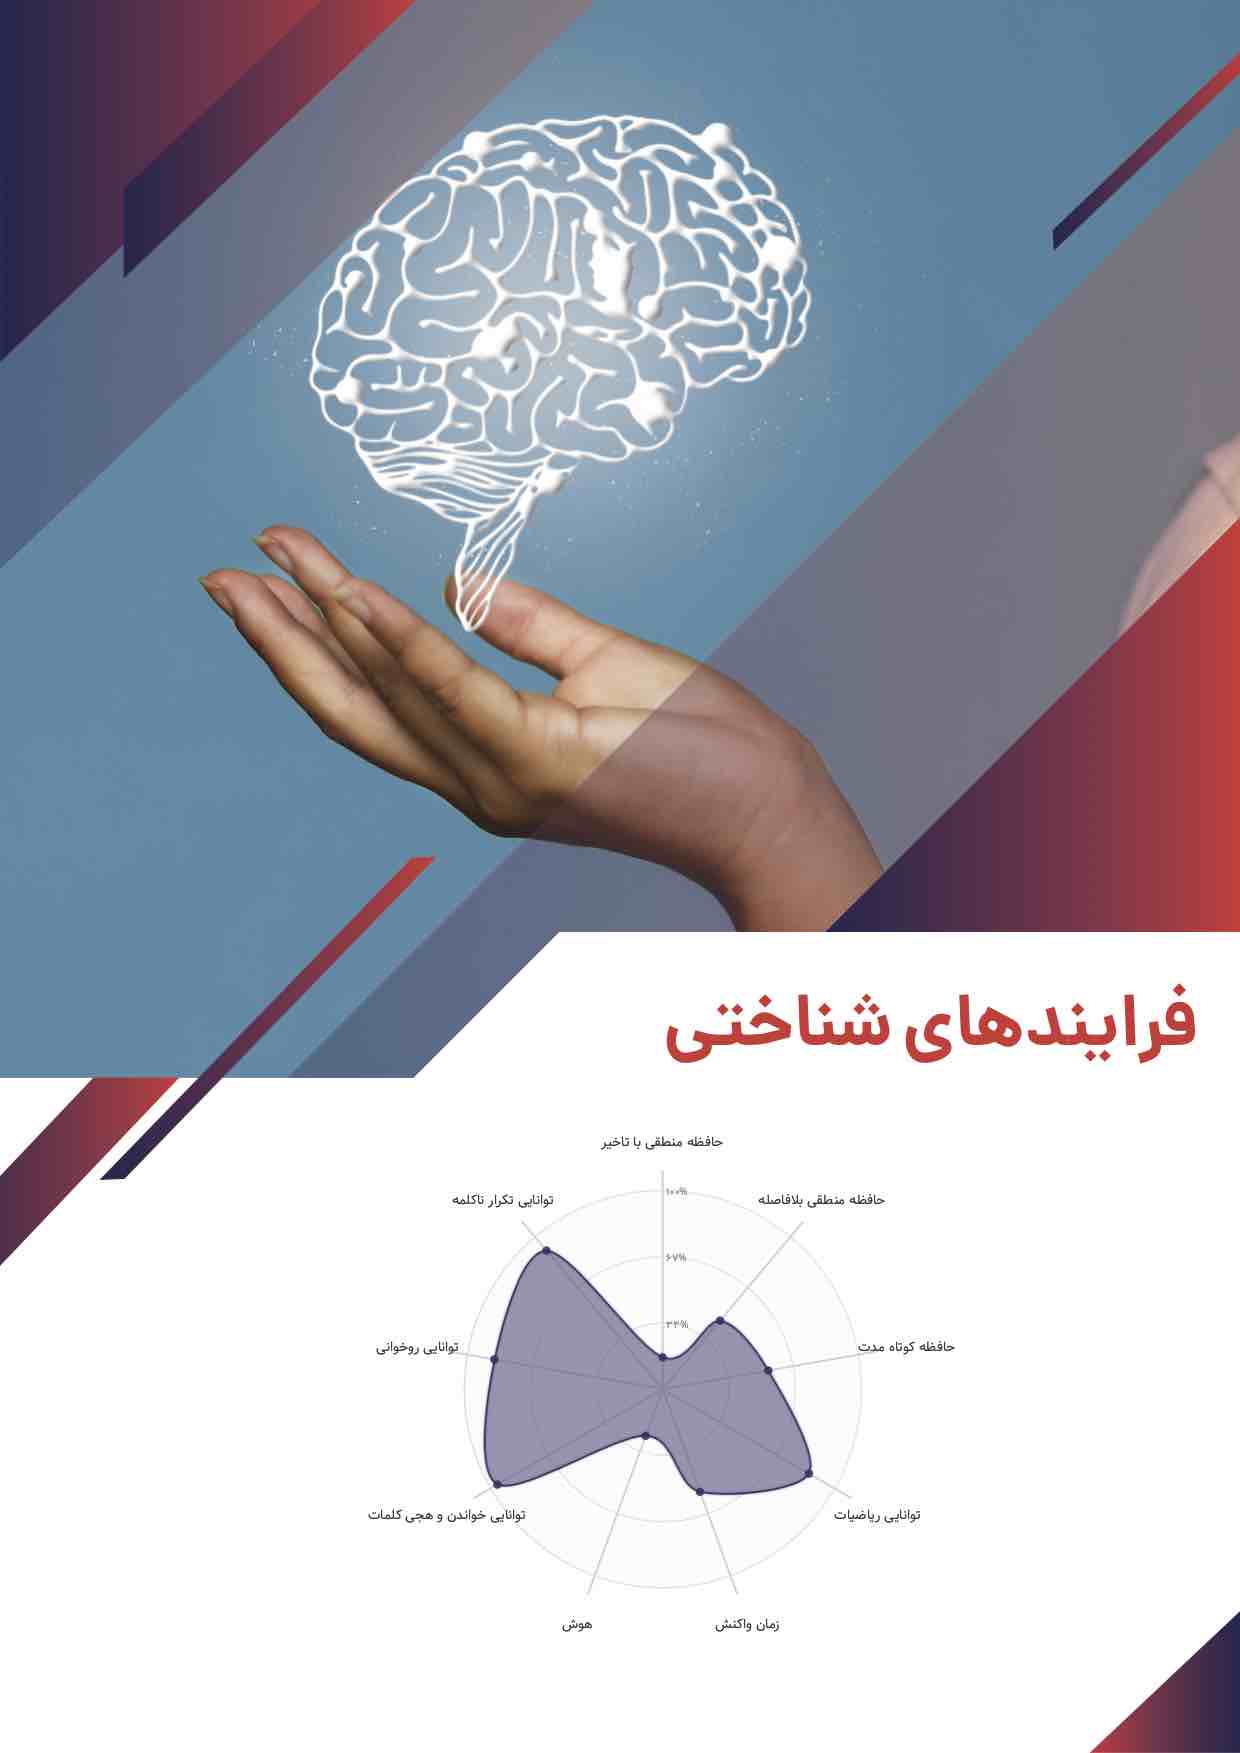 فرایندهای شناختی
حافظه منطقی با تاخیر
حافظه منطقی بلافاصله
توانایی تکرار ناکلمه
۱۰۰%
۶۷%
۳۳%
حافظه کوتاه مدت
توانایی روخوانی
توانایی ریاضیات
توانایی خواندن و هجی کلمات
زمان واکنش
هوش